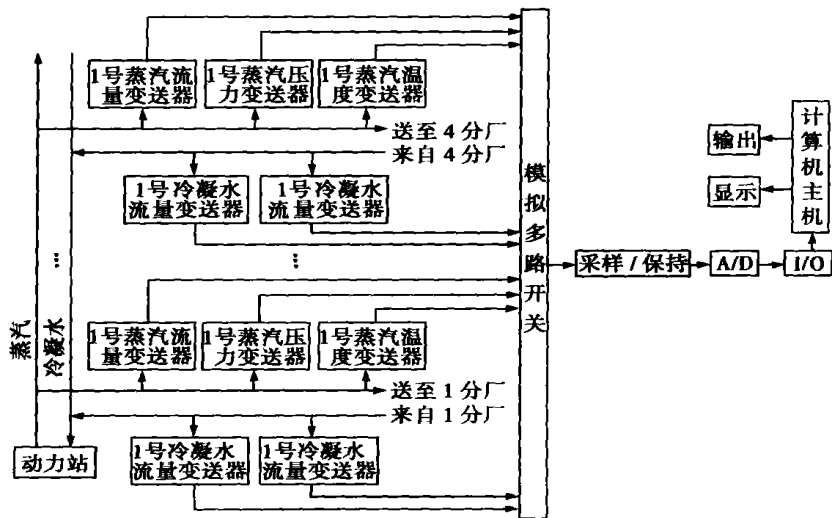 1号蒸汽流
量变送器
1号蒸汽压
力变送器
1号蒸汽温
度变送器
送至4分厂
来自4分厂
1号冷凝水
流量变送器
1号冷凝水
流量变送器
...
...
1号蒸汽流
量变送器
1号蒸汽压
力变送器
1号蒸汽温
度变送器
送至1分厂
来自1分厂
1号冷凝水
流量变送器
1号冷凝水
流量变送器
蒸汽
冷凝水
动力站
模拟多路开关
采样/保持
A/D
I/O
计算机主机
输出
显示